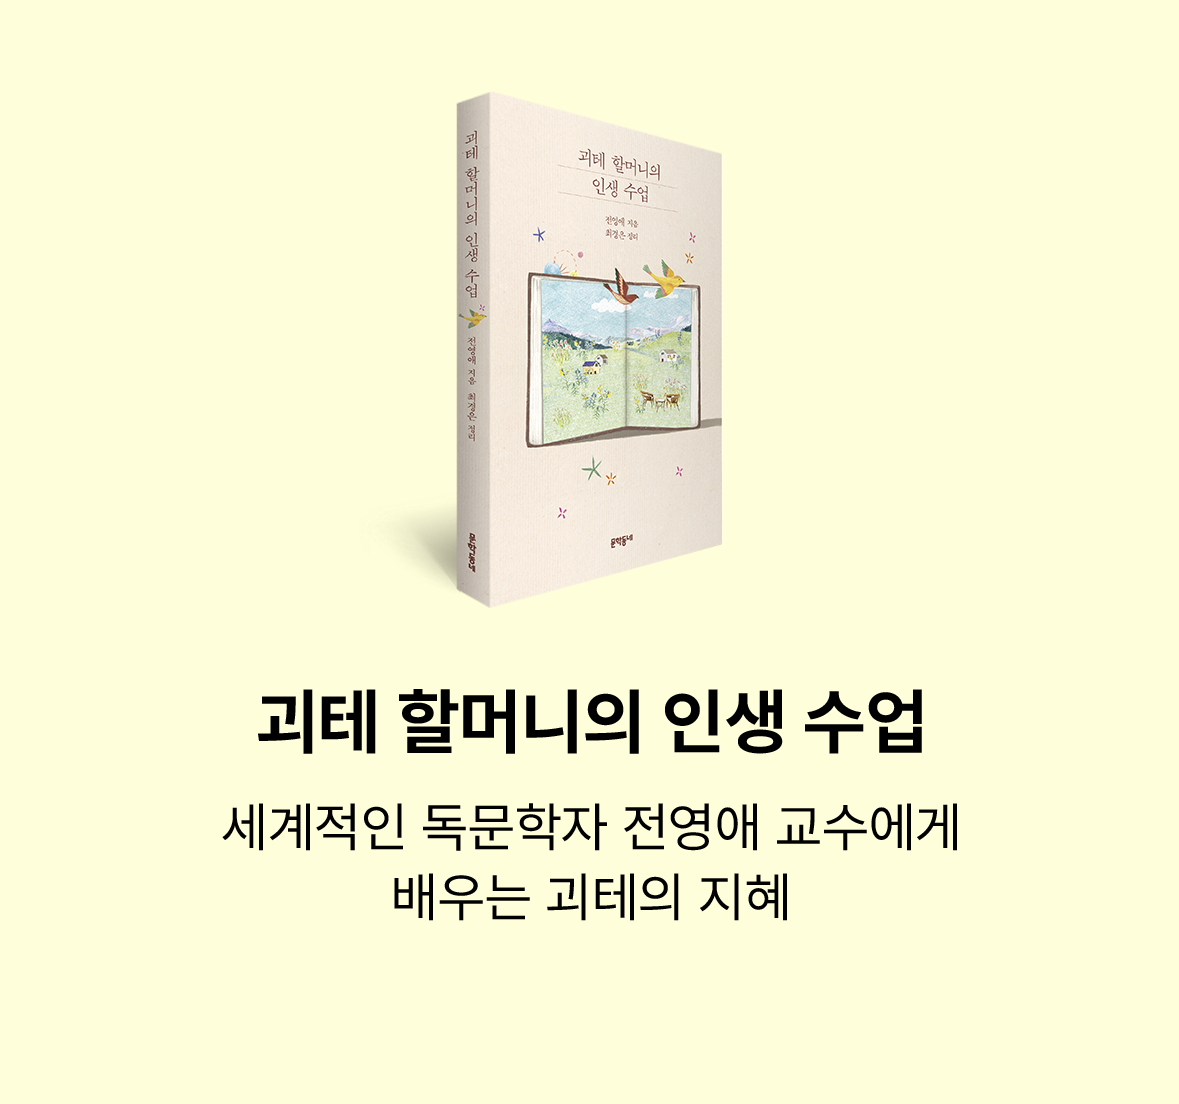 괴테 할머니의 인생 수업
전영애 지음 최경은 정리
문학동네
괴테 할머니의
인생 수업
전영애 지음
최경은 정리
문학동네
괴테 할머니의 인생 수업
세계적인 독문학자 전영애 교수에게
배우는 괴테의 지혜